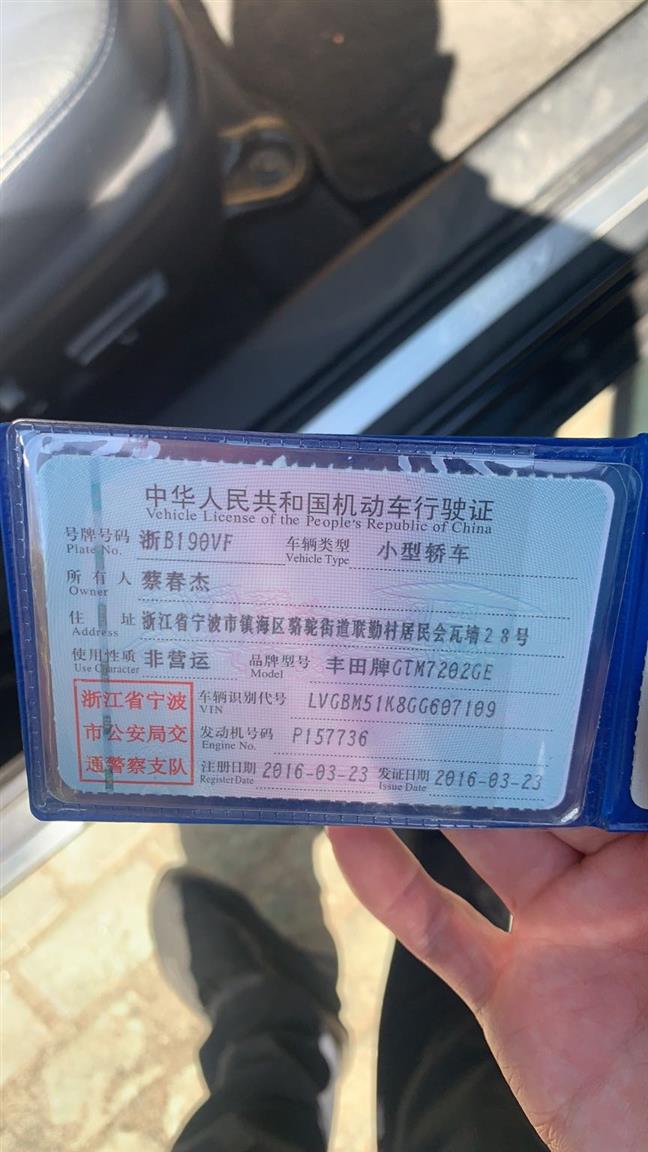 中华人民共和国机动车行驶证
Vehicle License of the People's Republic of China
号牌号码 浙B190VF 车辆类型 小型轿车
Plate No. Vehicle Type
所有人 蔡春杰
Owner
住址 浙江省宁波市镇海区骆驼街道联勤村居民会瓦墙28号
Address
使用性质 非营运 品牌型号 丰田牌GTM7202GE
Use Character Model
浙江省宁波
市公安局交
通警察支队
车辆识别代号 LVGBM51K8GG607109
VIN
发动机号码 P157736
Engine No.
注册日期 2016-03-23 发证日期 2016-03-23
Register Date Issue Date